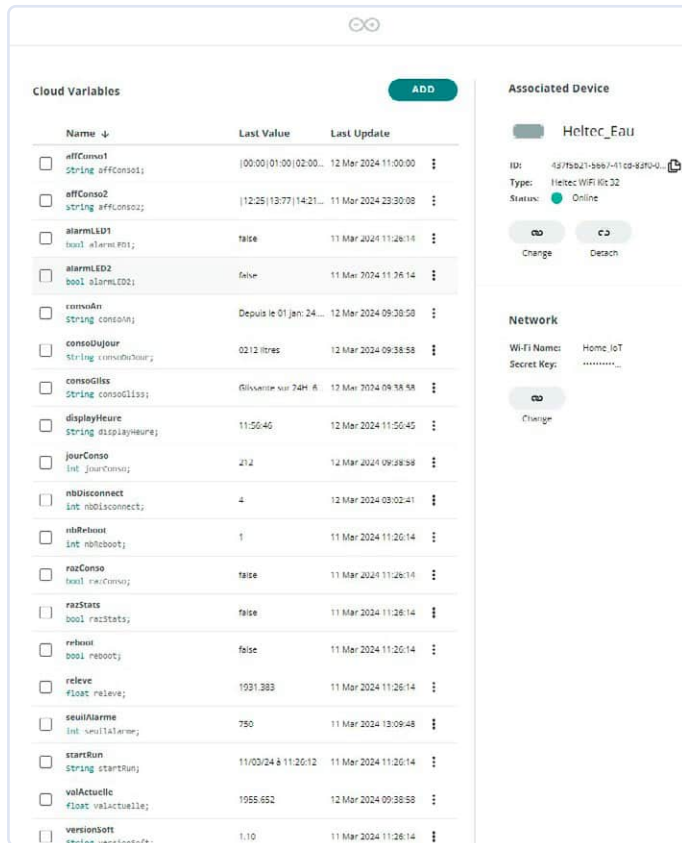 Cloud Variables
ADD
Name ↓ Last Value Last Update
affConso1
String affConso1;
|00:00|01:00|02:00... 12 Mar 2024 11:00:00
affConso2
String affConso2;
|12:25|13:77|14:21... 11 Mar 2024 23:30:08
alarmLED1
bool alarmLED1;
false 11 Mar 2024 11:26:14
alarmLED2
bool alarmLED2;
false 11 Mar 2024 11:26:14
consoAn
String consoAn;
Depuis le 01 jan: 24... 12 Mar 2024 09:38:58
consoDuJour
String consoDuJour;
0212 litres 12 Mar 2024 09:38:58
consoGliss
String consoGliss;
Glissante sur 24H: 6... 12 Mar 2024 09:38:58
displayHeure
String displayHeure;
11:56:46 12 Mar 2024 11:56:45
jourConso
int jourConso;
212 12 Mar 2024 09:38:58
nbDisconnect
int nbDisconnect;
4 12 Mar 2024 03:02:41
nbReboot
int nbReboot;
1 11 Mar 2024 11:26:14
razConso
bool razConso;
false 11 Mar 2024 11:26:14
razStats
bool razStats;
false 11 Mar 2024 11:26:14
reboot
bool reboot;
false 11 Mar 2024 11:26:14
releve
float releve;
1931.383 11 Mar 2024 11:26:14
seuilAlarme
int seuilAlarme;
750 11 Mar 2024 13:09:48
startRun
String startRun;
11/03/24 à 11:26:12 11 Mar 2024 11:26:14
valActuelle
float valActuelle;
1955.652 12 Mar 2024 09:38:58
versionSoft
String versionSoft;
1.10 11 Mar 2024 11:26:14
Associated Device
Heltec_Eau
ID: 437f5b21-5667-41cd-83f0-0...
Type: Heltec WiFi Kit 32
Status: Online
Change Detach
Network
Wi-Fi Name: Home_IoT
Secret Key: ..........
Change